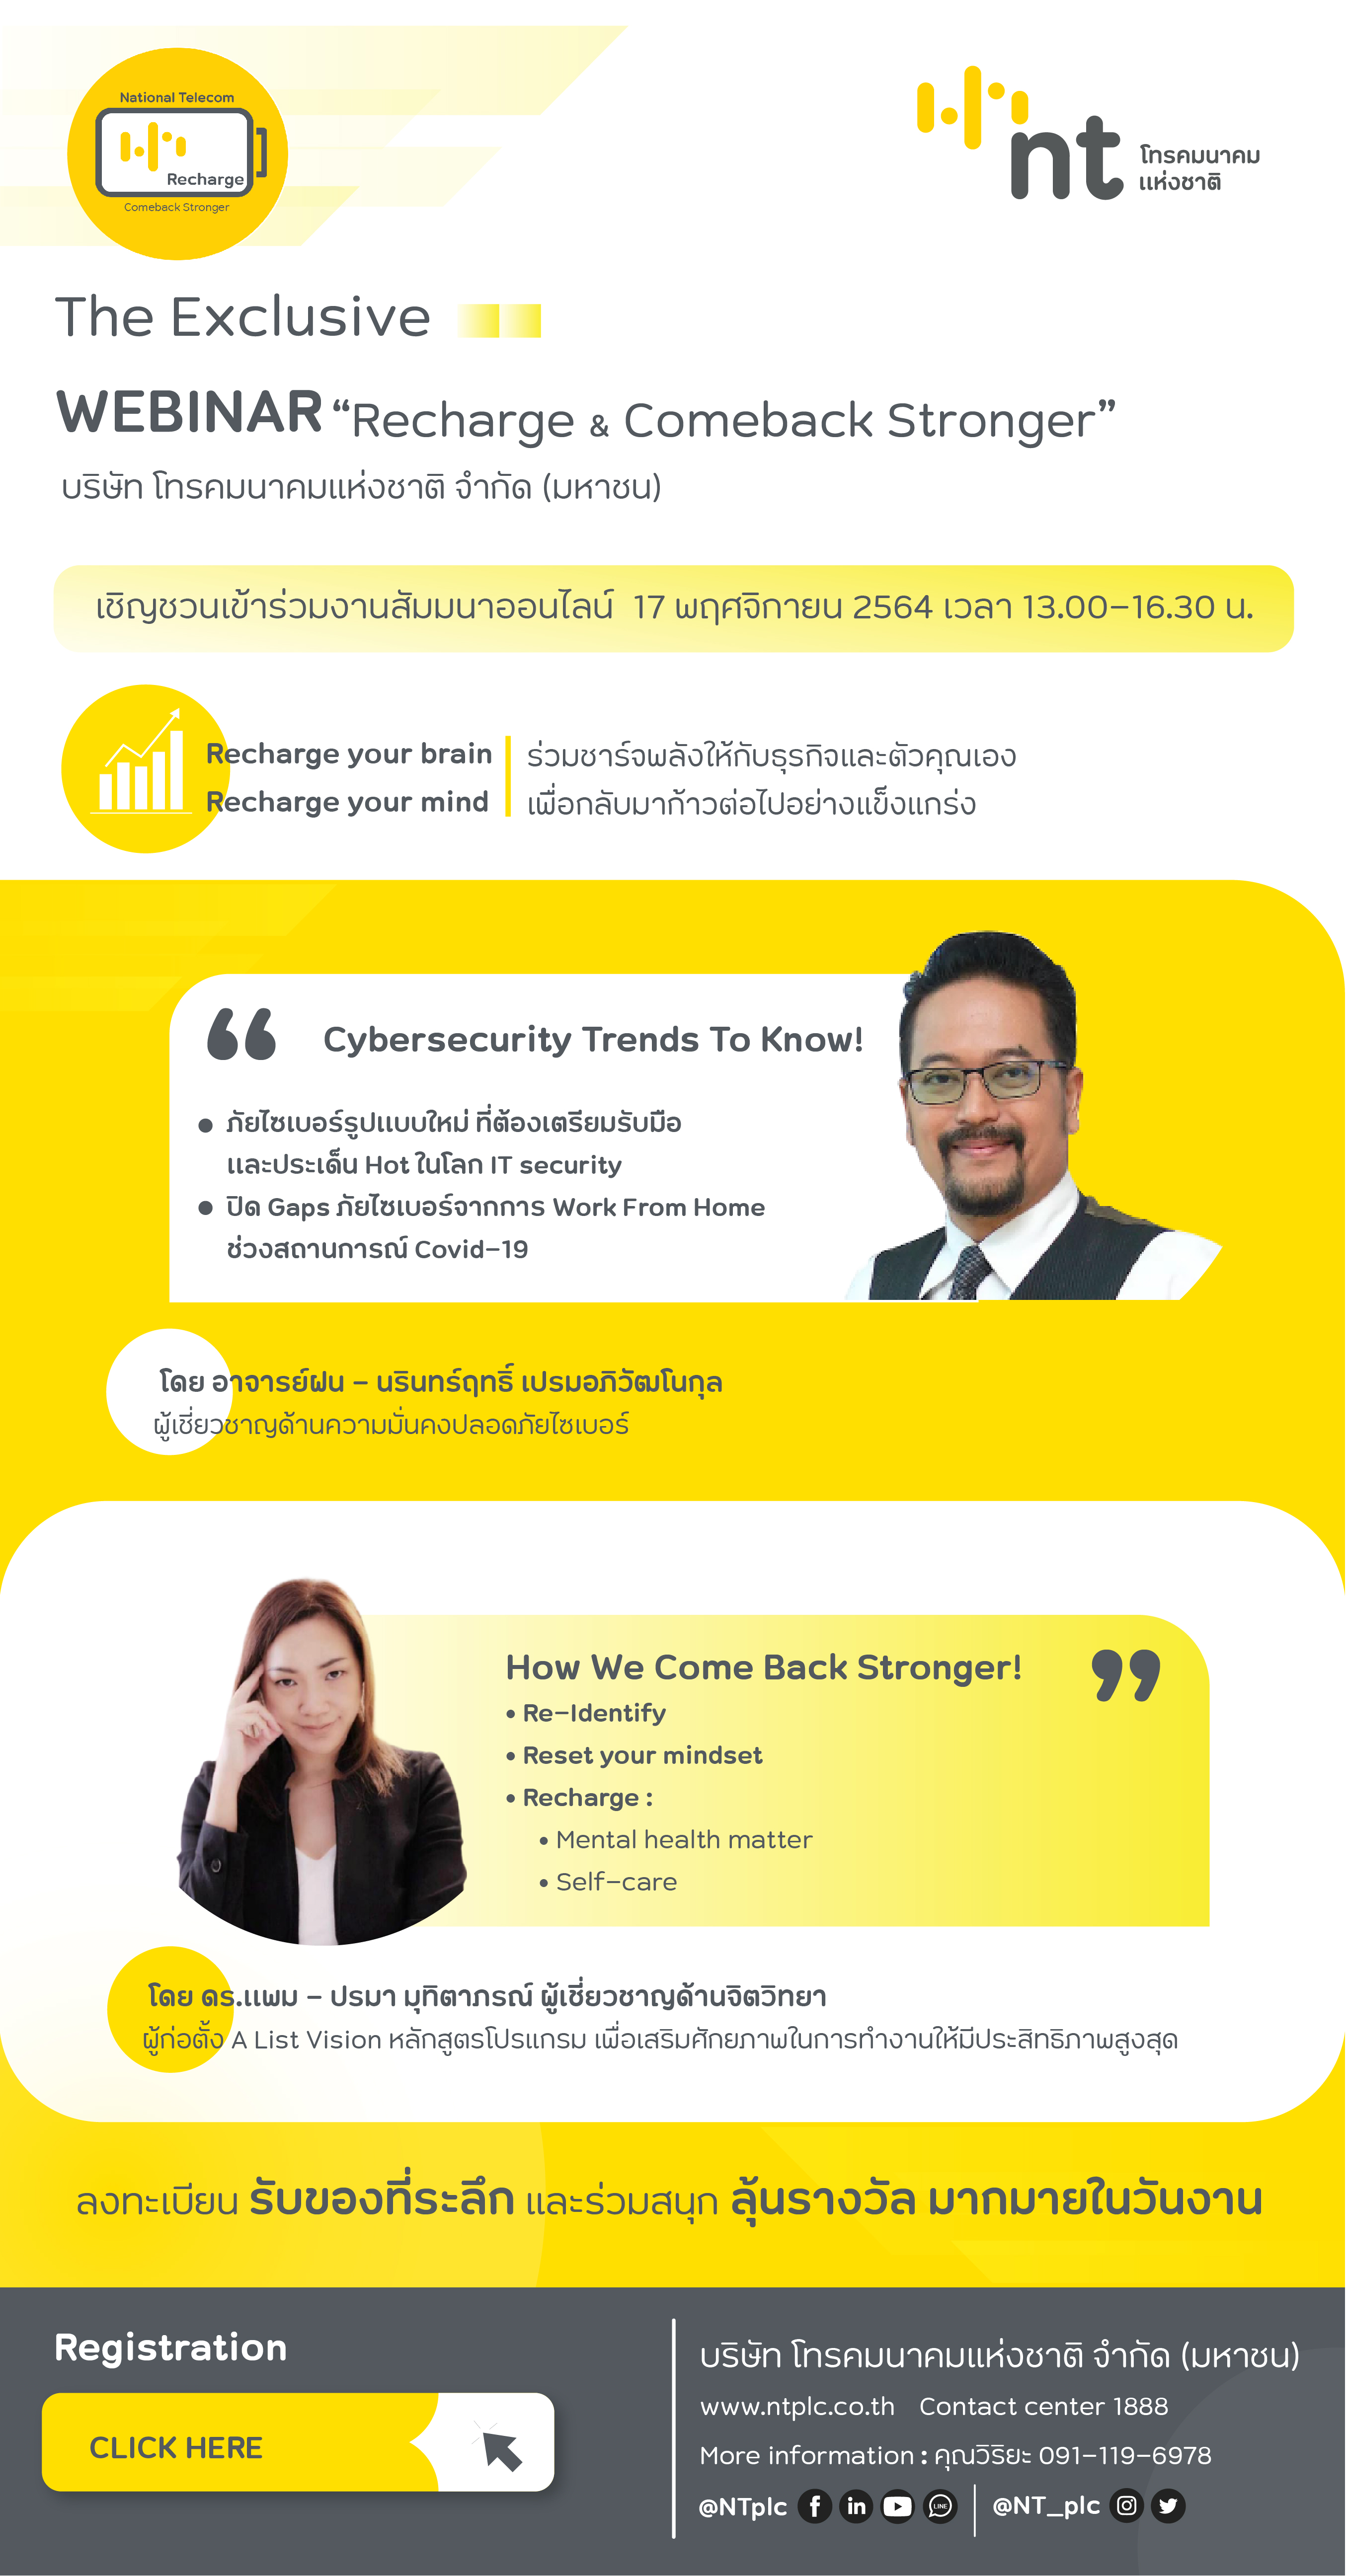 National Telecom
Recharge
Comeback Stronger
nt
โทรคมนาคม
แห่งชาติ
The Exclusive
WEBINAR “Recharge & Comeback Stronger”
บริษัท โทรคมนาคมแห่งชาติ จำกัด (มหาชน)
เชิญชวนเข้าร่วมงานสัมมนาออนไลน์ 17 พฤศจิกายน 2564 เวลา 13.00-16.30 น.
Recharge your brain
Recharge your mind
ร่วมชาร์จพลังให้กับธุรกิจและตัวคุณเอง
เพื่อกลับมาก้าวต่อไปอย่างแข็งแกร่ง
“ Cybersecurity Trends To Know!
• ภัยไซเบอร์รูปแบบใหม่ ที่ต้องเตรียมรับมือ
และประเด็น Hot ในโลก IT security
• ปิด Gaps ภัยไซเบอร์จากการ Work From Home
ช่วงสถานการณ์ Covid-19
โดย อาจารย์ฝน - นรินทร์ฤทธิ์ เปรมอภิวัฒโนกุล
ผู้เชี่ยวชาญด้านความมั่นคงปลอดภัยไซเบอร์
How We Come Back Stronger! ”
• Re-Identify
• Reset your mindset
• Recharge :
• Mental health matter
• Self-care
โดย ดร.แพม - ปรมา มุทิตาภรณ์ ผู้เชี่ยวชาญด้านจิตวิทยา
ผู้ก่อตั้ง A List Vision หลักสูตรโปรแกรม เพื่อเสริมศักยภาพในการทำงานให้มีประสิทธิภาพสูงสุด
ลงทะเบียน รับของที่ระลึก และร่วมสนุก ลุ้นรางวัล มากมายในวันงาน
Registration
CLICK HERE
บริษัท โทรคมนาคมแห่งชาติ จำกัด (มหาชน)
www.ntplc.co.th Contact center 1888
More information : คุณวิริยะ 091-119-6978
@NTplc f in LINE @NT_plc